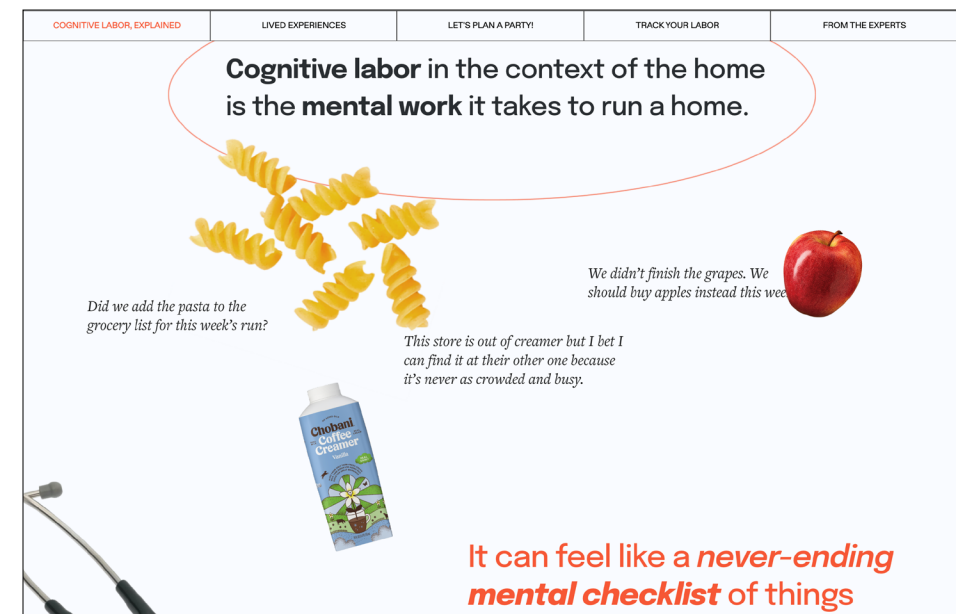 COGNITIVE LABOR, EXPLAINED
LIVED EXPERIENCES
LET'S PLAN A PARTY!
TRACK YOUR LABOR
FROM THE EXPERTS
Cognitive labor in the context of the home
is the mental work it takes to run a home.
We didn't finish the grapes. We
should buy apples instead this wee
Did we add the pasta to the
grocery list for this week's run?
This store is out of creamer but I bet I
can find it at their other one because
it's never as crowded and busy.
Chobani
Coffee
Creamer
Vanilla
It can feel like a never-ending
mental checklist of things